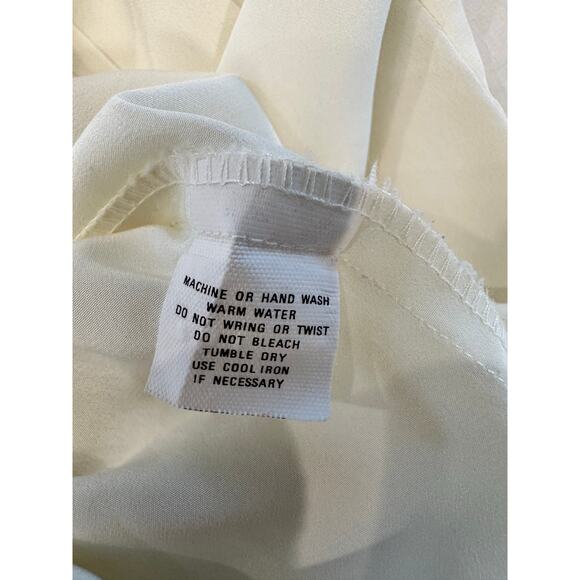 MACHINE OR HAND WASH
WARM WATER
DO NOT WRING OR TWIST
DO NOT BLEACH
TUMBLE DRY
USE COOL IRON
IF NECESSARY